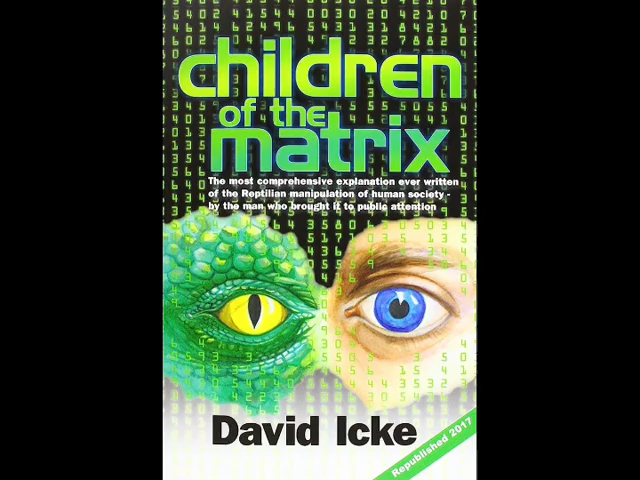 children
of the
matrix
The most comprehensive explanation ever written
of the Reptilian manipulation of human society -
by the man who brought it to public attention
David Icke
Republished 2017